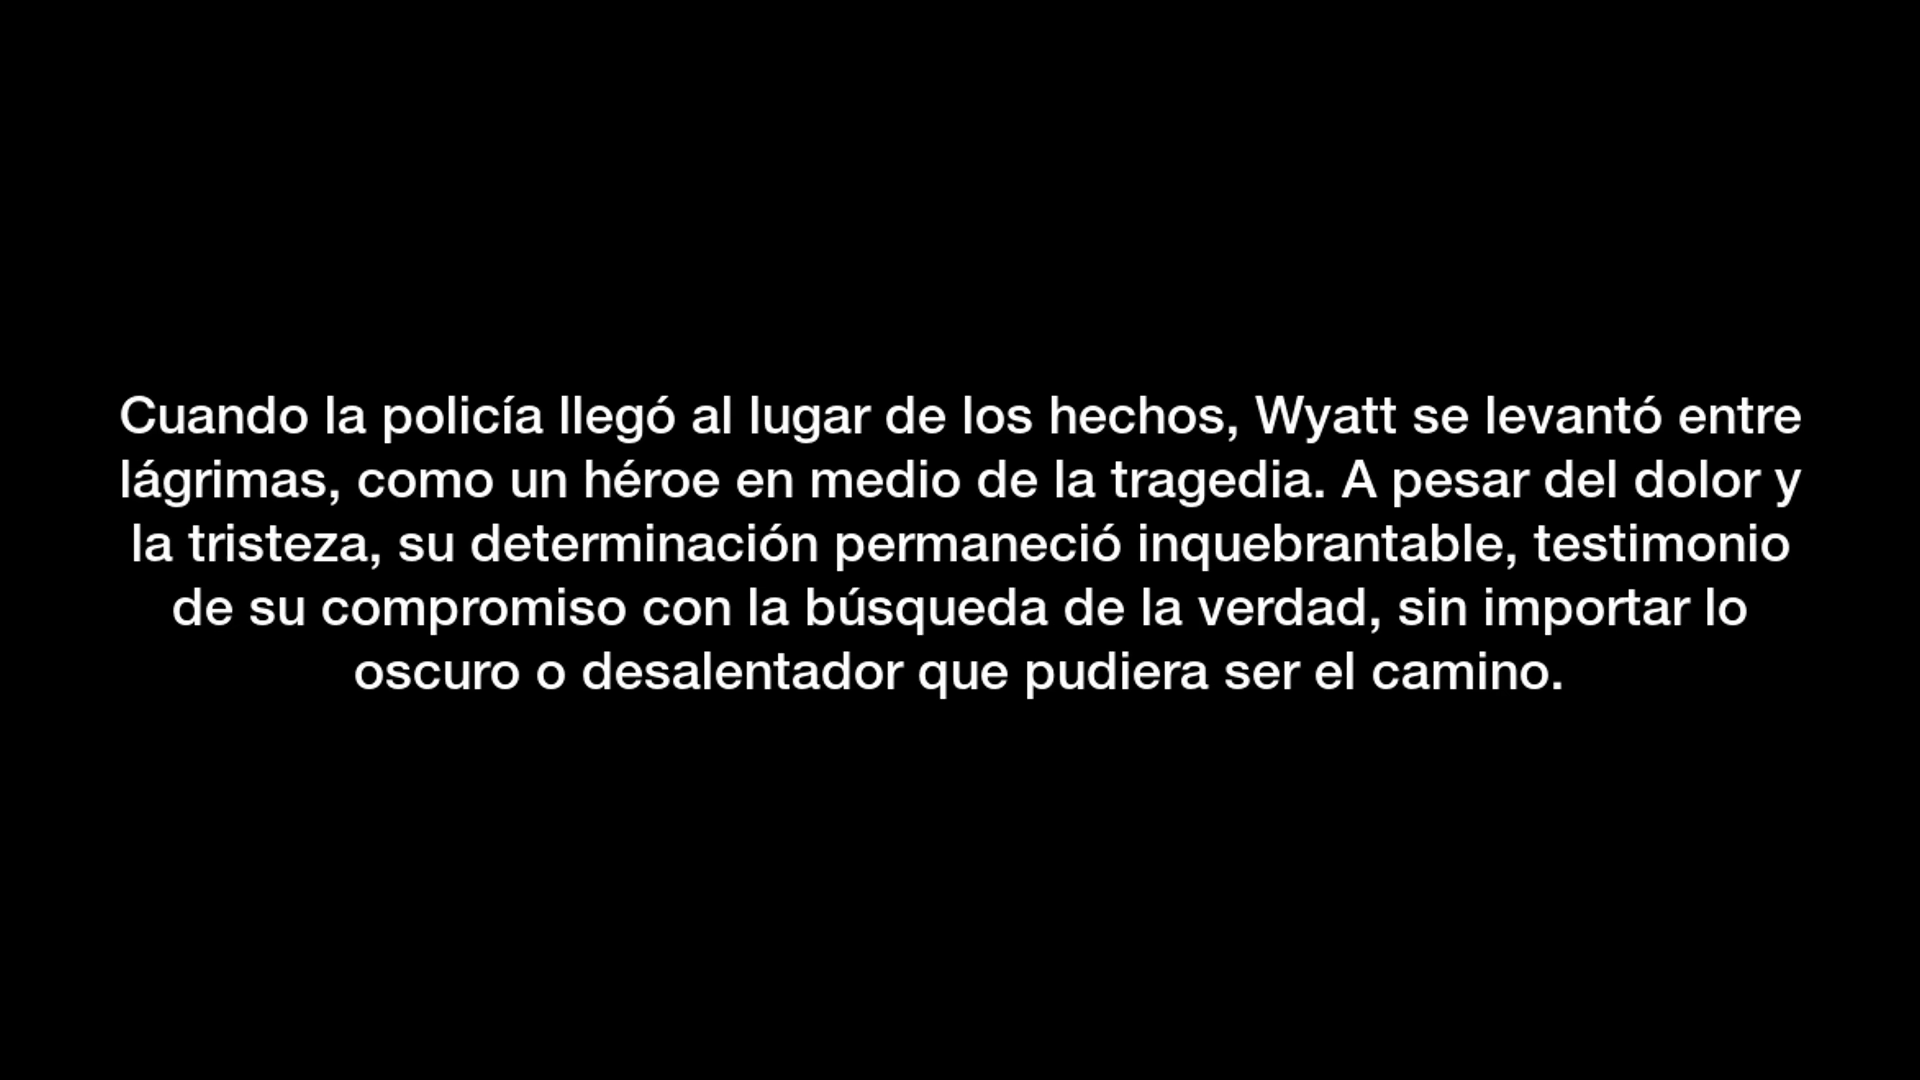 Cuando la policía llegó al lugar de los hechos, Wyatt se levantó entre
lágrimas, como un héroe en medio de la tragedia. A pesar del dolor y
la tristeza, su determinación permaneció inquebrantable, testimonio
de su compromiso con la búsqueda de la verdad, sin importar lo
oscuro o desalentador que pudiera ser el camino.